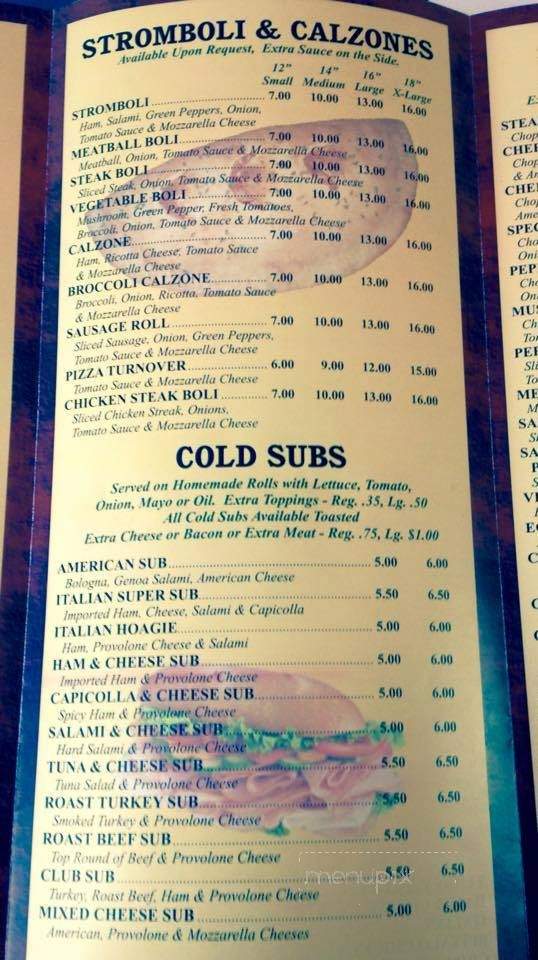 STROMBOLI & CALZONES
Available Upon Request, Extra Sauce on the Side.
12" 14" 16" 18"
Small Medium Large X-Large
STROMBOLI 7.00 10.00 13.00 16.00
Ham, Salami, Green Peppers, Onion,
Tomato Sauce & Mozzarella Cheese
MEATBALL BOLI 7.00 10.00 13.00 16.00
Meatball, Onion, Tomato Sauce & Mozzarella Cheese
STEAK BOLI 7.00 10.00 13.00 16.00
Sliced Steak, Onion, Tomato Sauce & Mozzarella Cheese
VEGETABLE BOLI 7.00 10.00 13.00 16.00
Mushroom, Green Pepper, Fresh Tomatoes,
Broccoli, Onion, Tomato Sauce & Mozzarella Cheese
CALZONE 7.00 10.00 13.00 16.00
Ham, Ricotta Cheese, Tomato Sauce
& Mozzarella Cheese
BROCCOLI CALZONE 7.00 10.00 13.00 16.00
Broccoli, Onion, Ricotta, Tomato Sauce
& Mozzarella Cheese
SAUSAGE ROLL 7.00 10.00 13.00 16.00
Sliced Sausage, Onion, Green Peppers,
Tomato Sauce & Mozzarella Cheese
PIZZA TURNOVER 6.00 9.00 12.00 15.00
Tomato Sauce & Mozzarella Cheese
CHICKEN STEAK BOLI 7.00 10.00 13.00 16.00
Sliced Chicken Streak, Onions,
Tomato Sauce & Mozzarella Cheese
COLD SUBS
Served on Homemade Rolls with Lettuce, Tomato,
Onion, Mayo or Oil. Extra Toppings - Reg. .35, Lg. .50
All Cold Subs Available Toasted
Extra Cheese or Bacon or Extra Meat - Reg. .75, Lg. $1.00
AMERICAN SUB 5.00 6.00
Bologna, Genoa Salami, American Cheese
ITALIAN SUPER SUB 5.50 6.50
Imported Ham, Cheese, Salami & Capicolla
ITALIAN HOAGIE 5.00 6.00
Ham, Provolone Cheese & Salami
HAM & CHEESE SUB 5.00 6.00
Imported Ham & Provolone Cheese
CAPICOLLA & CHEESE SUB 5.00 6.00
Spicy Ham & Provolone Cheese
SALAMI & CHEESE SUB 5.00 6.00
Hard Salami & Provolone Cheese
TUNA & CHEESE SUB 5.50 6.50
Tuna Salad & Provolone Cheese
ROAST TURKEY SUB 5.50 6.50
Smoked Turkey & Provolone Cheese
ROAST BEEF SUB 5.50 6.50
Top Round of Beef & Provolone Cheese
CLUB SUB 5.50 6.50
Turkey, Roast Beef, Ham & Provolone Cheese
MIXED CHEESE SUB 5.00 6.00
American, Provolone & Mozzarella Cheeses
menupix